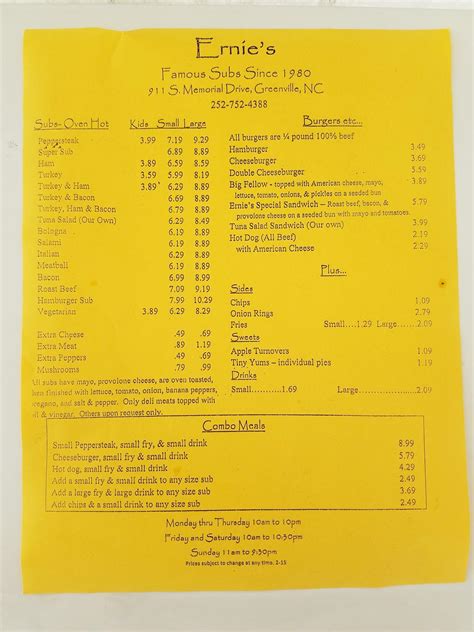 Ernie's
Famous Subs Since 1980
911 S. Memorial Drive, Greenville, NC
252-752-4388
Subs- Oven Hot Kids Small Large
Peppersteak 3.99 7.19 9.29
Super Sub 6.89 8.89
Ham 3.89 6.59 8.59
Turkey 3.59 5.99 8.19
Turkey & Ham 3.89 6.29 8.89
Turkey & Bacon 6.89 8.89
Turkey, Ham & Bacon 6.89 8.89
Tuna Salad (Our Own) 6.29 8.89
Bologna 5.19 8.19
Salami 6.19 8.19
Italian 6.29 8.89
Meatball 6.19 8.19
Bacon 6.99 8.99
Roast Beef 7.09 9.19
Hamburger Sub 7.99 10.29
Vegetarian 3.89 6.29 8.89
Extra Cheese .49 .69
Extra Meat .89 1.19
Extra Peppers .49 .69
Mushrooms .79 .99
All subs have mayo, provolone cheese, are oven toasted,
then finished with lettuce, tomato, onion, banana peppers,
oregano, and salt & pepper. Only deli meats topped with
oil & vinegar. Others upon request only.
Burgers etc...
All burgers are ¼ pound 100% beef
Hamburger 3.49
Cheeseburger 3.69
Double Cheeseburger 5.29
Big Fellow - topped with American cheese, mayo, 3.89
lettuce, tomato, onions, & pickles on a seeded bun
Ernie's Special Sandwich – Roast beef, bacon, & 5.79
provolone cheese on a seeded bun with mayo and tomatoes
Tuna Salad Sandwich (Our own) 3.39
Hot Dog (All Beef) 2.19
with American Cheese 2.29
Plus...
Sides
Chips 1.09
Onion Rings 2.79
Fries Small....1.29 Large.......2.09
Sweets
Apple Turnovers 1.09
Tiny Yums – individual pies 1.19
Drinks
Small............1.69 Large............2.09
Combo Meals
Small Peppersteak, small fry, & small drink 8.99
Cheeseburger, small fry & small drink 5.79
Hot dog, small fry & small drink 4.29
Add a small fry & small drink to any size sub 2.49
Add a large fry & large drink to any size sub 3.69
Add chips & a small drink to any size sub 2.49
Monday thru Thursday 10am to 10pm
Friday and Saturday 10am to 10:30pm
Sunday 11am to 9:30pm
Prices subject to change at any time. 2-15